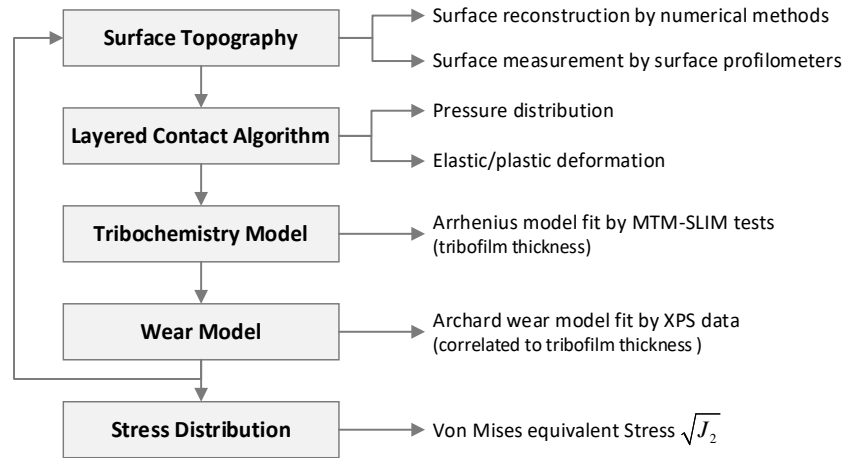 Surface Topography
Surface reconstruction by numerical methods
Surface measurement by surface profilometers
Layered Contact Algorithm
Pressure distribution
Elastic/plastic deformation
Tribochemistry Model
Arrhenius model fit by MTM-SLIM tests
(tribofilm thickness)
Wear Model
Archard wear model fit by XPS data
(correlated to tribofilm thickness )
Stress Distribution
Von Mises equivalent Stress √J₂